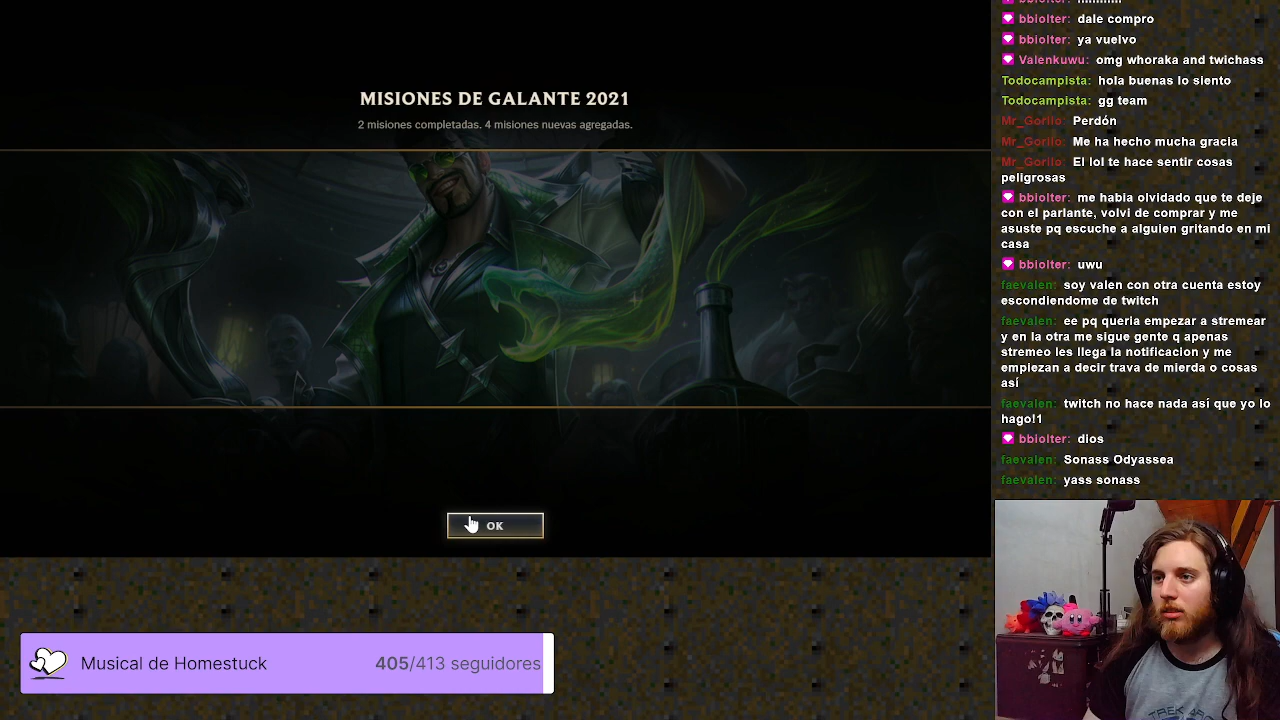 MISIONES DE GALANTE 2021
2 misiones completadas. 4 misiones nuevas agregadas.
OK
Musical de Homestuck
405/413 seguidores
bbiolter:
bbiolter: dale compro
bbiolter: ya vuelvo
Valenkuwu: omg whoraka and twichass
Todocampista: hola buenas lo siento
Todocampista: gg team
Mr_Gorilo: Perdón
Mr_Gorilo: Me ha hecho mucha gracia
Mr_Gorilo: El lol te hace sentir cosas
peligrosas
bbiolter: me habia olvidado que te deje
con el parlante, volvi de comprar y me
asuste pq escuche a alguien gritando en mi
casa
bbiolter: uwu
faevalen: soy valen con otra cuenta estoy
escondiendome de twitch
faevalen: ee pq queria empezar a stremear
y en la otra me sigue gente q apenas
stremeo les llega la notificacion y me
empiezan a decir trava de mierda o cosas
así
faevalen: twitch no hace nada así que yo lo
hago!1
bbiolter: dios
faevalen: Sonass Odyassea
faevalen: yass sonass